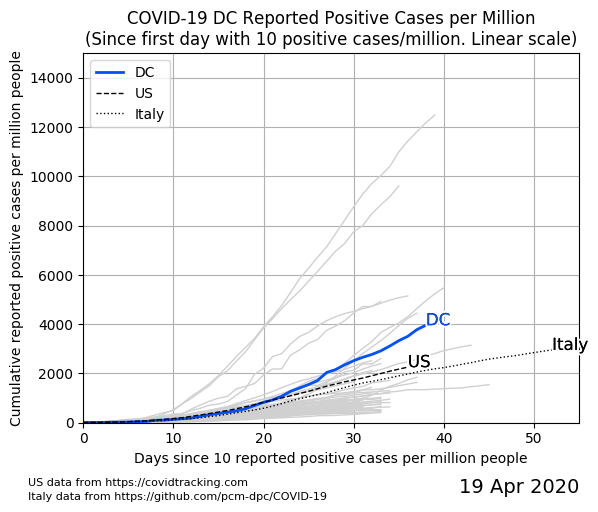 COVID-19 DC Reported Positive Cases per Million
(Since first day with 10 positive cases/million. Linear scale)
Cumulative reported positive cases per million people
14000
12000
10000
8000
6000
4000
2000
0
DC
US
Italy
DC
US
Italy
0 10 20 30 40 50
Days since 10 reported positive cases per million people
US data from https://covidtracking.com
Italy data from https://github.com/pcm-dpc/COVID-19
19 Apr 2020